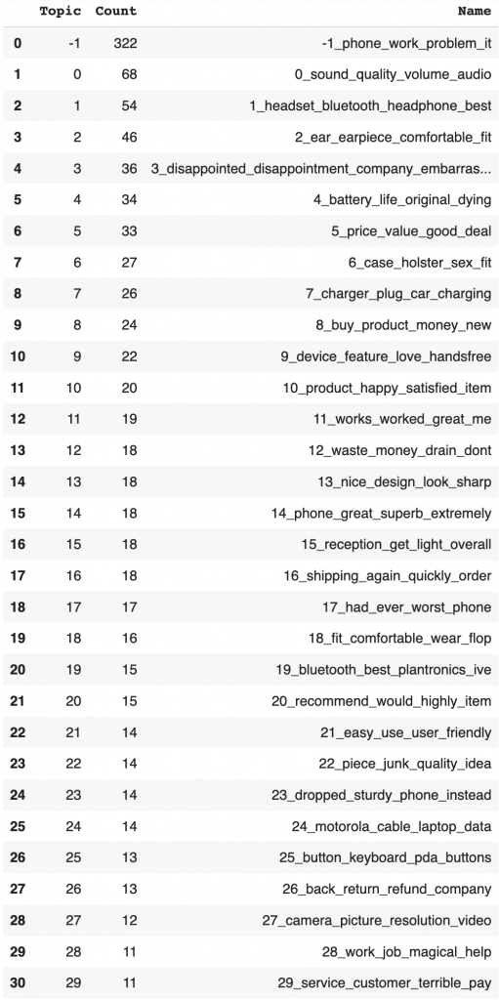 Topic Count Name
0 -1 322 -1_phone_work_problem_it
1 0 68 0_sound_quality_volume_audio
2 1 54 1_headset_bluetooth_headphone_best
3 2 46 2_ear_earpiece_comfortable_fit
4 3 36 3_disappointed_disappointment_company_embarras...
5 4 34 4_battery_life_original_dying
6 5 33 5_price_value_good_deal
7 6 27 6_case_holster_sex_fit
8 7 26 7_charger_plug_car_charging
9 8 24 8_buy_product_money_new
10 9 22 9_device_feature_love_handsfree
11 10 20 10_product_happy_satisfied_item
12 11 19 11_works_worked_great_me
13 12 18 12_waste_money_drain_dont
14 13 18 13_nice_design_look_sharp
15 14 18 14_phone_great_superb_extremely
16 15 18 15_reception_get_light_overall
17 16 18 16_shipping_again_quickly_order
18 17 17 17_had_ever_worst_phone
19 18 16 18_fit_comfortable_wear_flop
20 19 15 19_bluetooth_best_plantronics_ive
21 20 15 20_recommend_would_highly_item
22 21 14 21_easy_use_user_friendly
23 22 14 22_piece_junk_quality_idea
24 23 14 23_dropped_sturdy_phone_instead
25 24 14 24_motorola_cable_laptop_data
26 25 13 25_button_keyboard_pda_buttons
27 26 13 26_back_return_refund_company
28 27 12 27_camera_picture_resolution_video
29 28 11 28_work_job_magical_help
30 29 11 29_service_customer_terrible_pay